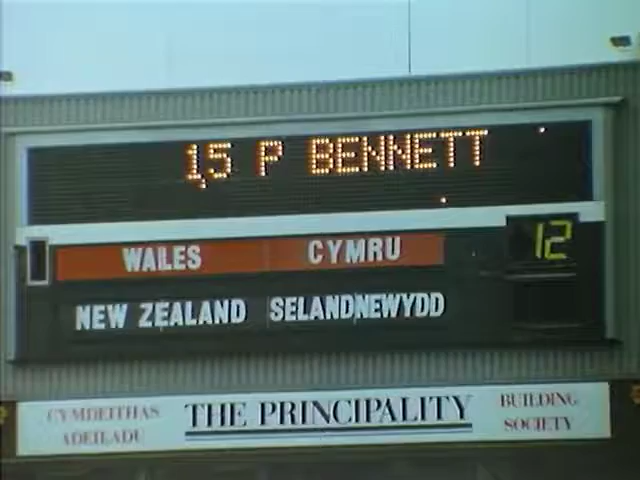 15 P BENNETT
WALES CYMRU 12
NEW ZEALAND SELANDNEWYDD
CYMDEITHAS ADEILADU THE PRINCIPALITY BUILDING SOCIETY